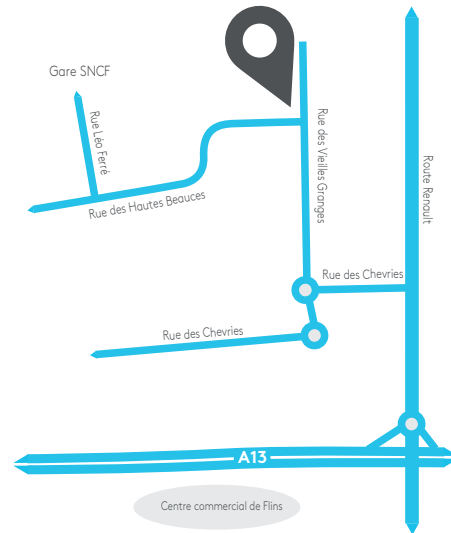 Gare SNCF
Rue Léo Ferré
Rue des Hautes Beauces
Rue des Vieilles Granges
Route Renault
Rue des Chevries
Rue des Chevries
A13
Centre commercial de Flins